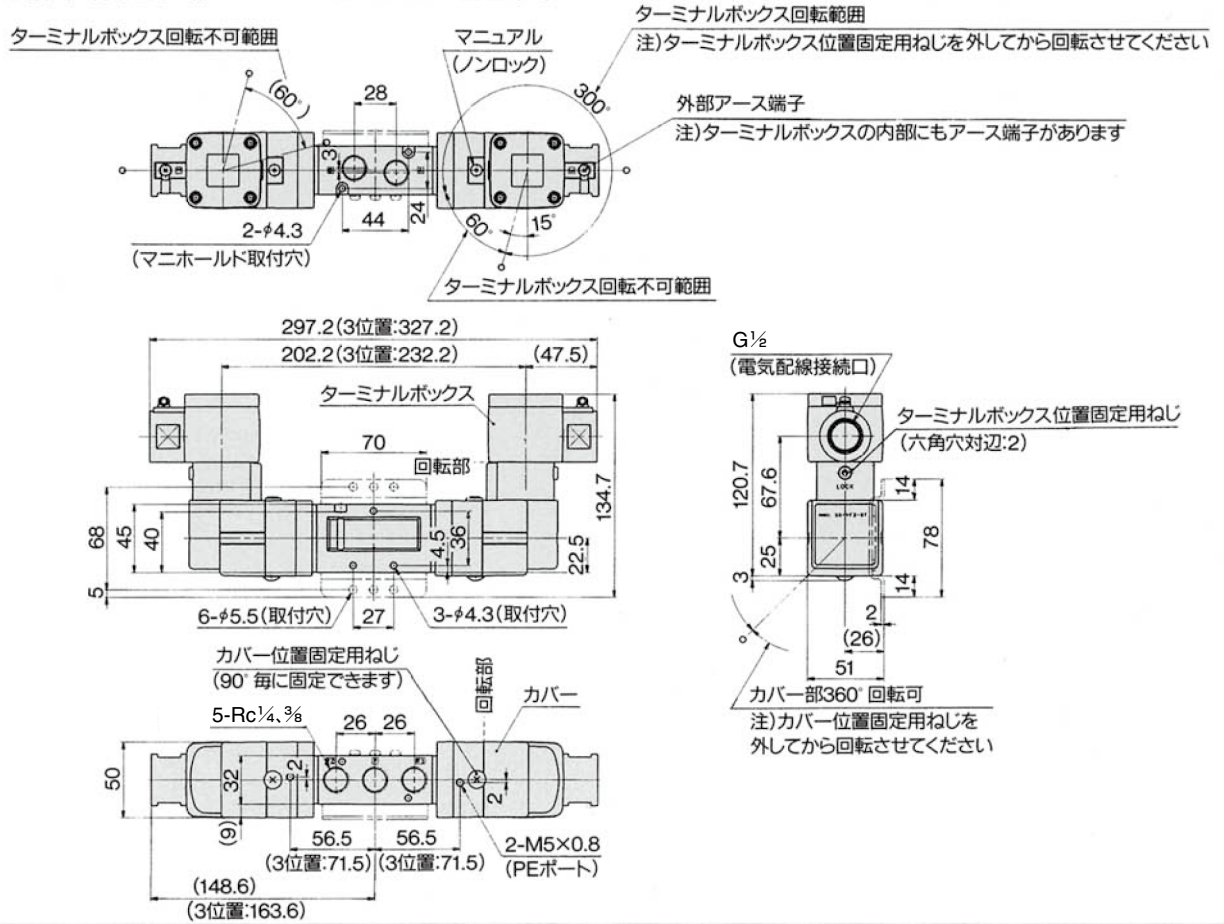 ターミナルボックス回転範囲
注)ターミナルボックス位置固定用ねじを外してから回転させてください
ターミナルボックス回転不可範囲
マニュアル
(ノンロック)
300°
(60°)
28
外部アース端子
注)ターミナルボックスの内部にもアース端子があります
3
24
44
2-φ4.3
(マニホールド取付穴)
60°
15°
ターミナルボックス回転不可範囲
297.2(3位置:327.2)
202.2(3位置:232.2)
(47.5)
ターミナルボックス
70
回転部
134.7
68
45
40
4.5
36
22.5
5
6-φ5.5(取付穴)
27
3-φ4.3(取付穴)
G½
(電気配線接続口)
ターミナルボックス位置固定用ねじ
(六角穴対辺:2)
LOCK
120.7
67.6
25
3
14
78
14
2
(26)
51
カバー部360°回転可
注)カバー位置固定用ねじを
外してから回転させてください
カバー位置固定用ねじ
(90°毎に固定できます)
回転部
カバー
5-Rc¼、⅜
26
26
50
32
2
2
(9)
56.5
56.5
(3位置:71.5)
(3位置:71.5)
2-M5×0.8
(PEポート)
(148.6)
(3位置:163.6)